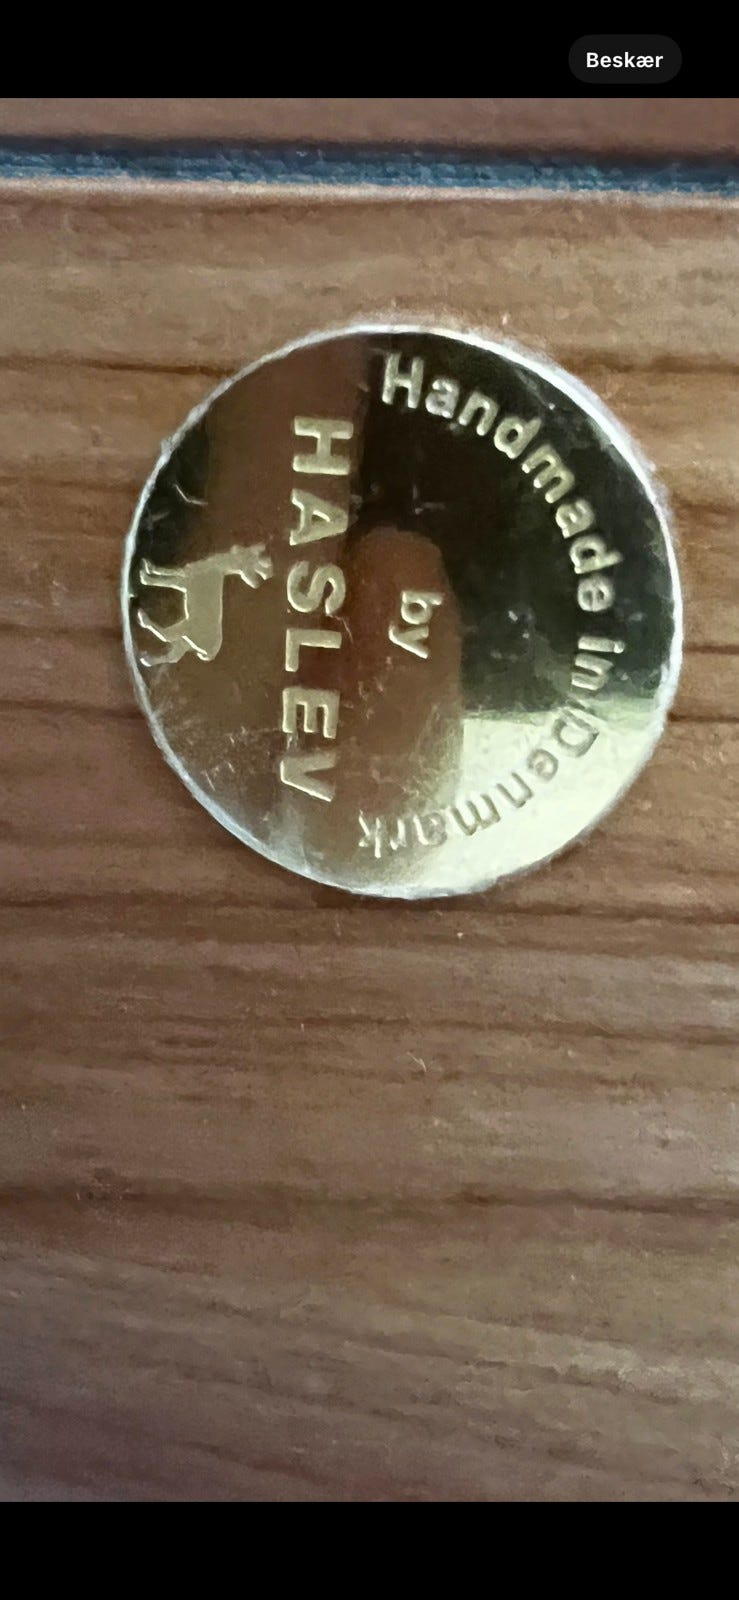 Beskær
Handmade in Denmark
by
HASLEV